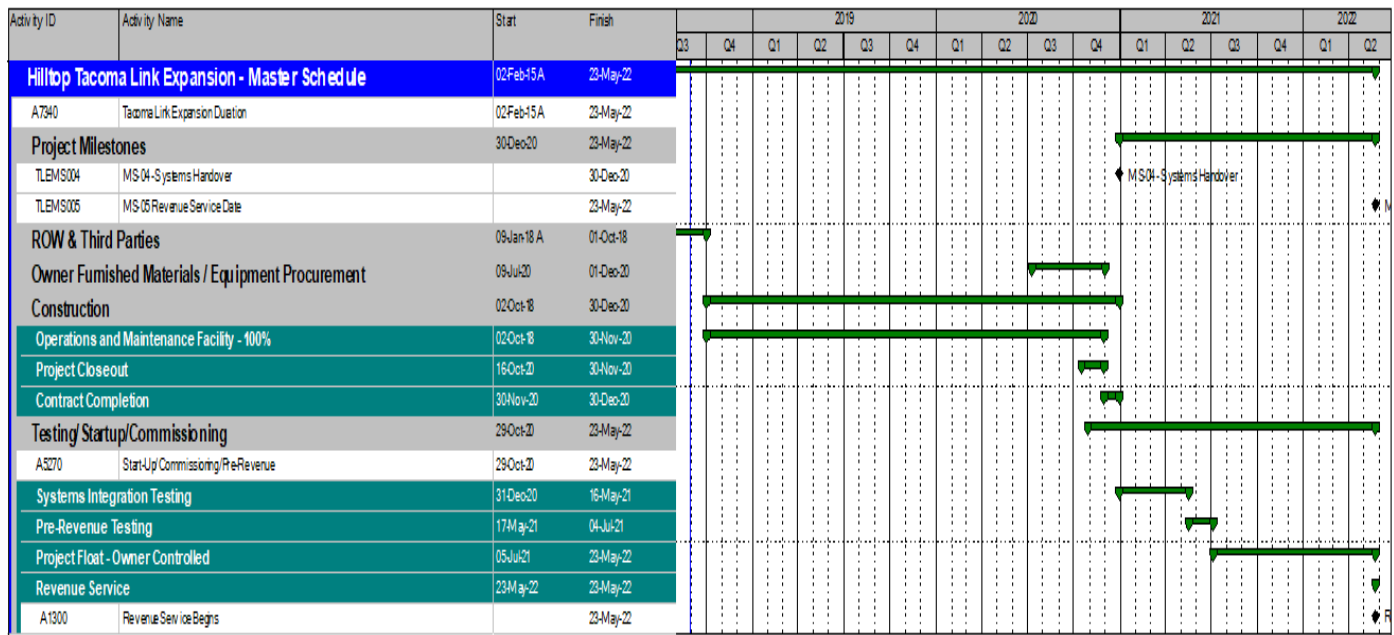 Activity ID Activity Name Start Finish 2019 2020 2021 2022
Q3 Q4 Q1 Q2 Q3 Q4 Q1 Q2 Q3 Q4 Q1 Q2 Q3 Q4 Q1 Q2
Hilltop Tacoma Link Expansion - Master Schedule 02-Feb-15 A 23-May-22
A7340 Tacoma Link Expansion Duration 02-Feb-15 A 23-May-22
Project Milestones 30-Dec-20 23-May-22
TLEMS004 MS-04 - Systems Handover 30-Dec-20 MS-04 - Systems Handover
TLEMS005 MS-05 Revenue Service Date 23-May-22 M
ROW & Third Parties 09-Jan-18 A 01-Oct-18
Owner Furnished Materials / Equipment Procurement 09-Jul-20 01-Dec-20
Construction 02-Oct-18 30-Dec-20
Operations and Maintenance Facility - 100% 02-Oct-18 30-Nov-20
Project Closeout 16-Oct-20 30-Nov-20
Contract Completion 30-Nov-20 30-Dec-20
Testing/Startup/Commissioning 29-Oct-20 23-May-22
A5270 Start-Up/Commissioning/Pre-Revenue 29-Oct-20 23-May-22
Systems Integration Testing 31-Dec-20 16-May-21
Pre-Revenue Testing 17-May-21 04-Jul-21
Project Float - Owner Controlled 05-Jul-21 23-May-22
Revenue Service 23-May-22 23-May-22
A1300 Revenue Service Begins 23-May-22